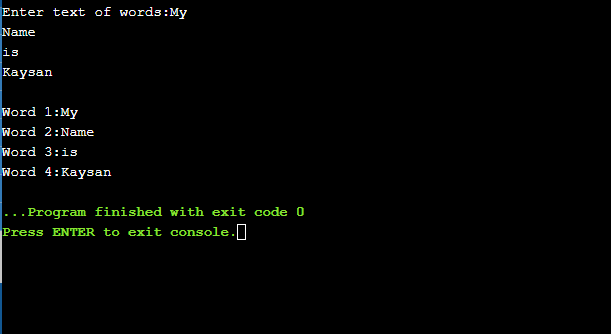 Enter text of words:My
Name
is
Kaysan
Word 1:My
Word 2:Name
Word 3:is
Word 4:Kaysan
...Program finished with exit code 0
Press ENTER to exit console.